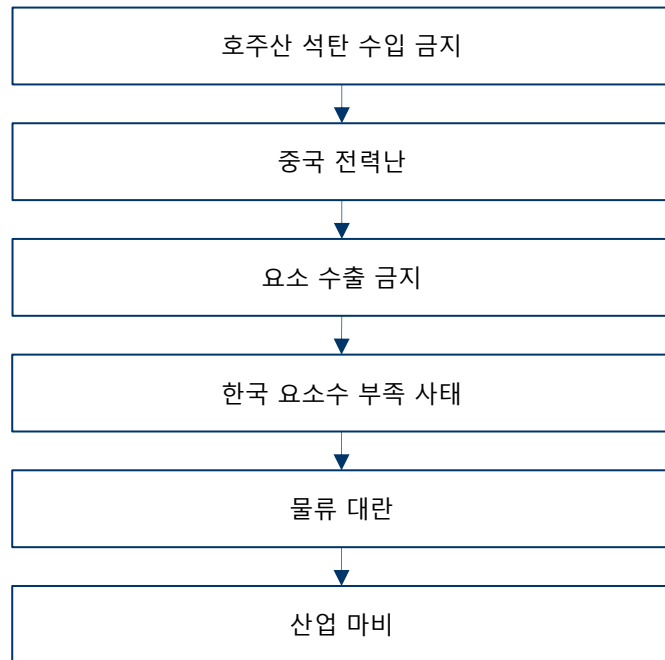 호주산 석탄 수입 금지
중국 전력난
요소 수출 금지
한국 요소수 부족 사태
물류 대란
산업 마비